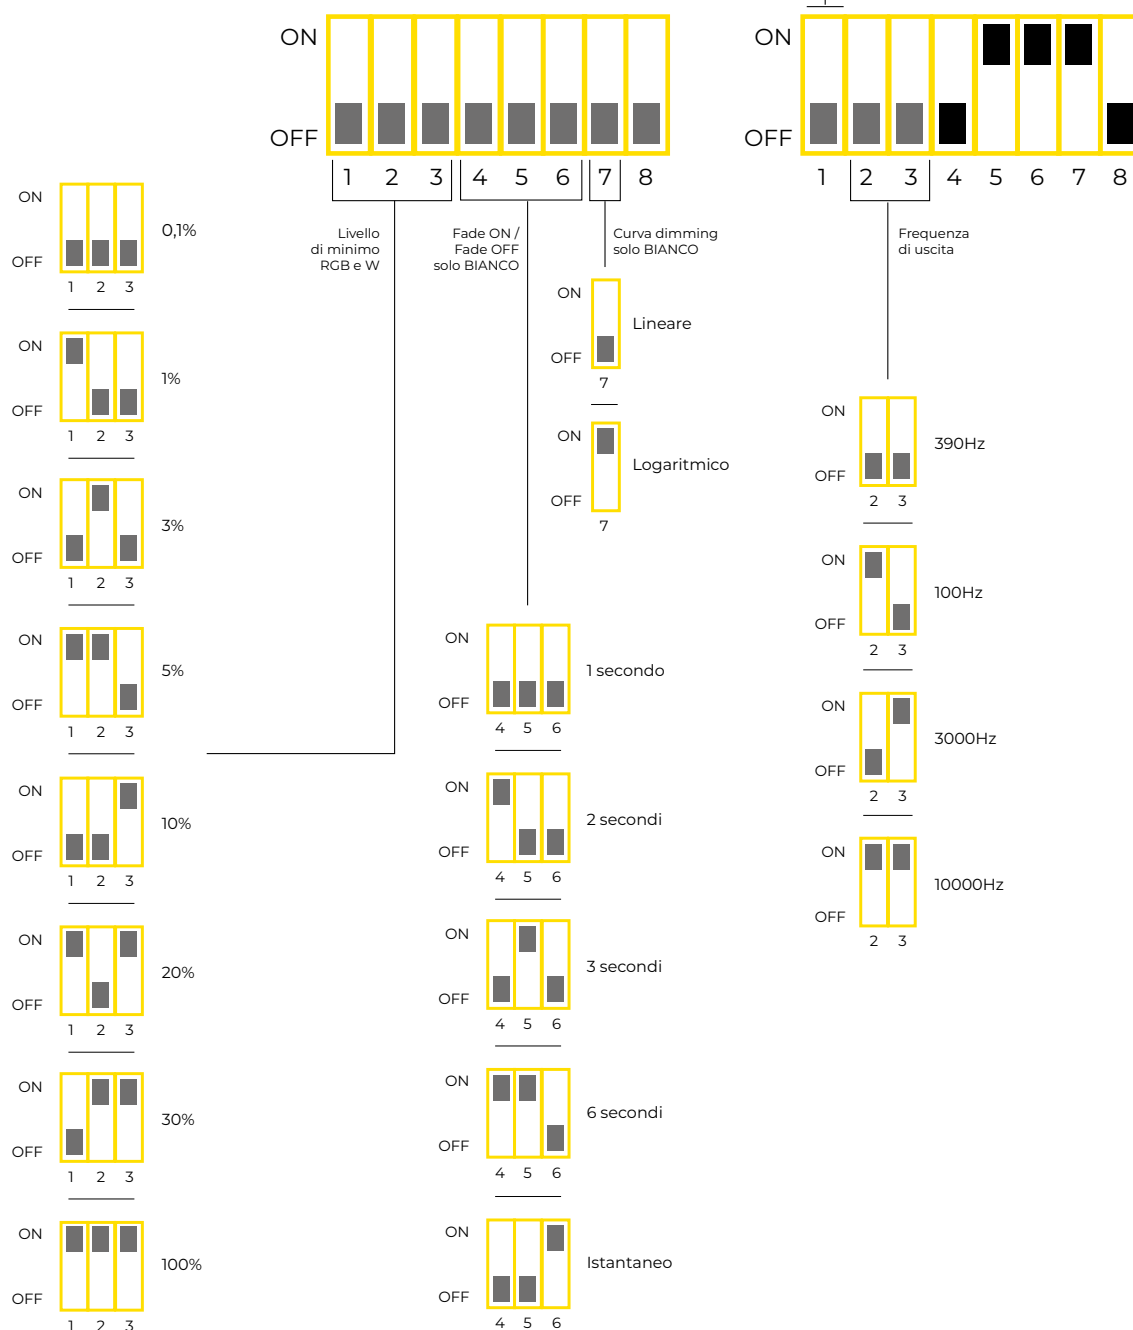 ON
OFF
1 2 3 4 5 6 7 8
ON
OFF
1 2 3 4 5 6 7 8
Livello
di minimo
RGB e W
Fade ON /
Fade OFF
solo BIANCO
Curva dimming
solo BIANCO
Frequenza
di uscita
ON
OFF
1 2 3
0,1%
ON
OFF
1 2 3
1%
ON
OFF
1 2 3
3%
ON
OFF
1 2 3
5%
ON
OFF
1 2 3
10%
ON
OFF
1 2 3
20%
ON
OFF
1 2 3
30%
ON
OFF
1 2 3
100%
ON
OFF
4 5 6
1 secondo
ON
OFF
4 5 6
2 secondi
ON
OFF
4 5 6
3 secondi
ON
OFF
4 5 6
6 secondi
ON
OFF
4 5 6
Istantaneo
ON
OFF
7
Lineare
ON
OFF
7
Logaritmico
ON
OFF
2 3
390Hz
ON
OFF
2 3
100Hz
ON
OFF
2 3
3000Hz
ON
OFF
2 3
10000Hz